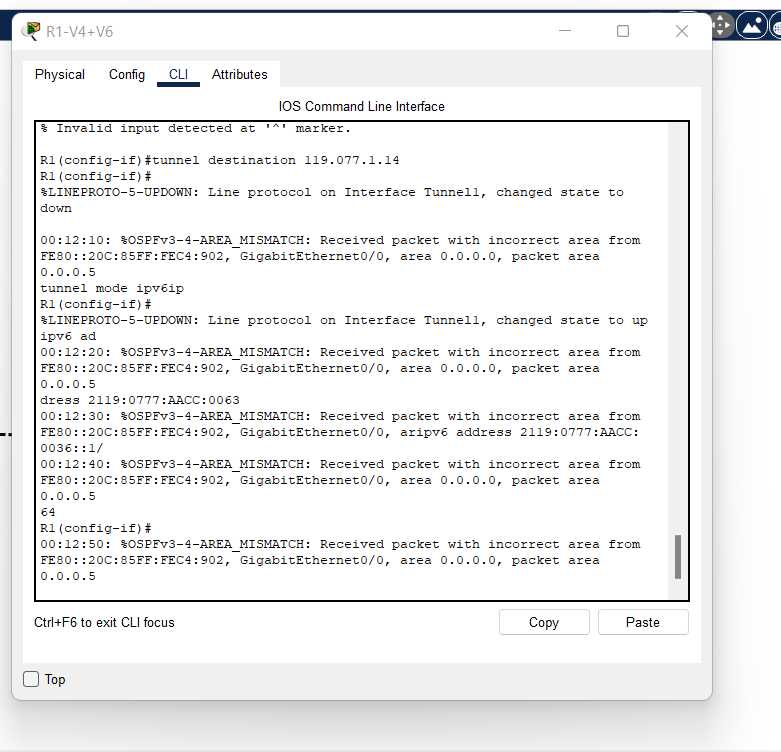 R1-V4+V6
Physical Config CLI Attributes
IOS Command Line Interface
% Invalid input detected at '^' marker.
R1(config-if)#tunnel destination 119.077.1.14
R1(config-if)#
%LINEPROTO-5-UPDOWN: Line protocol on Interface Tunnel1, changed state to
down
00:12:10: %OSPFv3-4-AREA_MISMATCH: Received packet with incorrect area from
FE80::20C:85FF:FEC4:902, GigabitEthernet0/0, area 0.0.0.0, packet area
0.0.0.5
tunnel mode ipv6ip
R1(config-if)#
%LINEPROTO-5-UPDOWN: Line protocol on Interface Tunnel1, changed state to up
ipv6 ad
00:12:20: %OSPFv3-4-AREA_MISMATCH: Received packet with incorrect area from
FE80::20C:85FF:FEC4:902, GigabitEthernet0/0, area 0.0.0.0, packet area
0.0.0.5
dress 2119:0777:AACC:0063
00:12:30: %OSPFv3-4-AREA_MISMATCH: Received packet with incorrect area from
FE80::20C:85FF:FEC4:902, GigabitEthernet0/0, aripv6 address 2119:0777:AACC:
0036::1/
00:12:40: %OSPFv3-4-AREA_MISMATCH: Received packet with incorrect area from
FE80::20C:85FF:FEC4:902, GigabitEthernet0/0, area 0.0.0.0, packet area
0.0.0.5
64
R1(config-if)#
00:12:50: %OSPFv3-4-AREA_MISMATCH: Received packet with incorrect area from
FE80::20C:85FF:FEC4:902, GigabitEthernet0/0, area 0.0.0.0, packet area
0.0.0.5
Ctrl+F6 to exit CLI focus
Copy Paste
Top